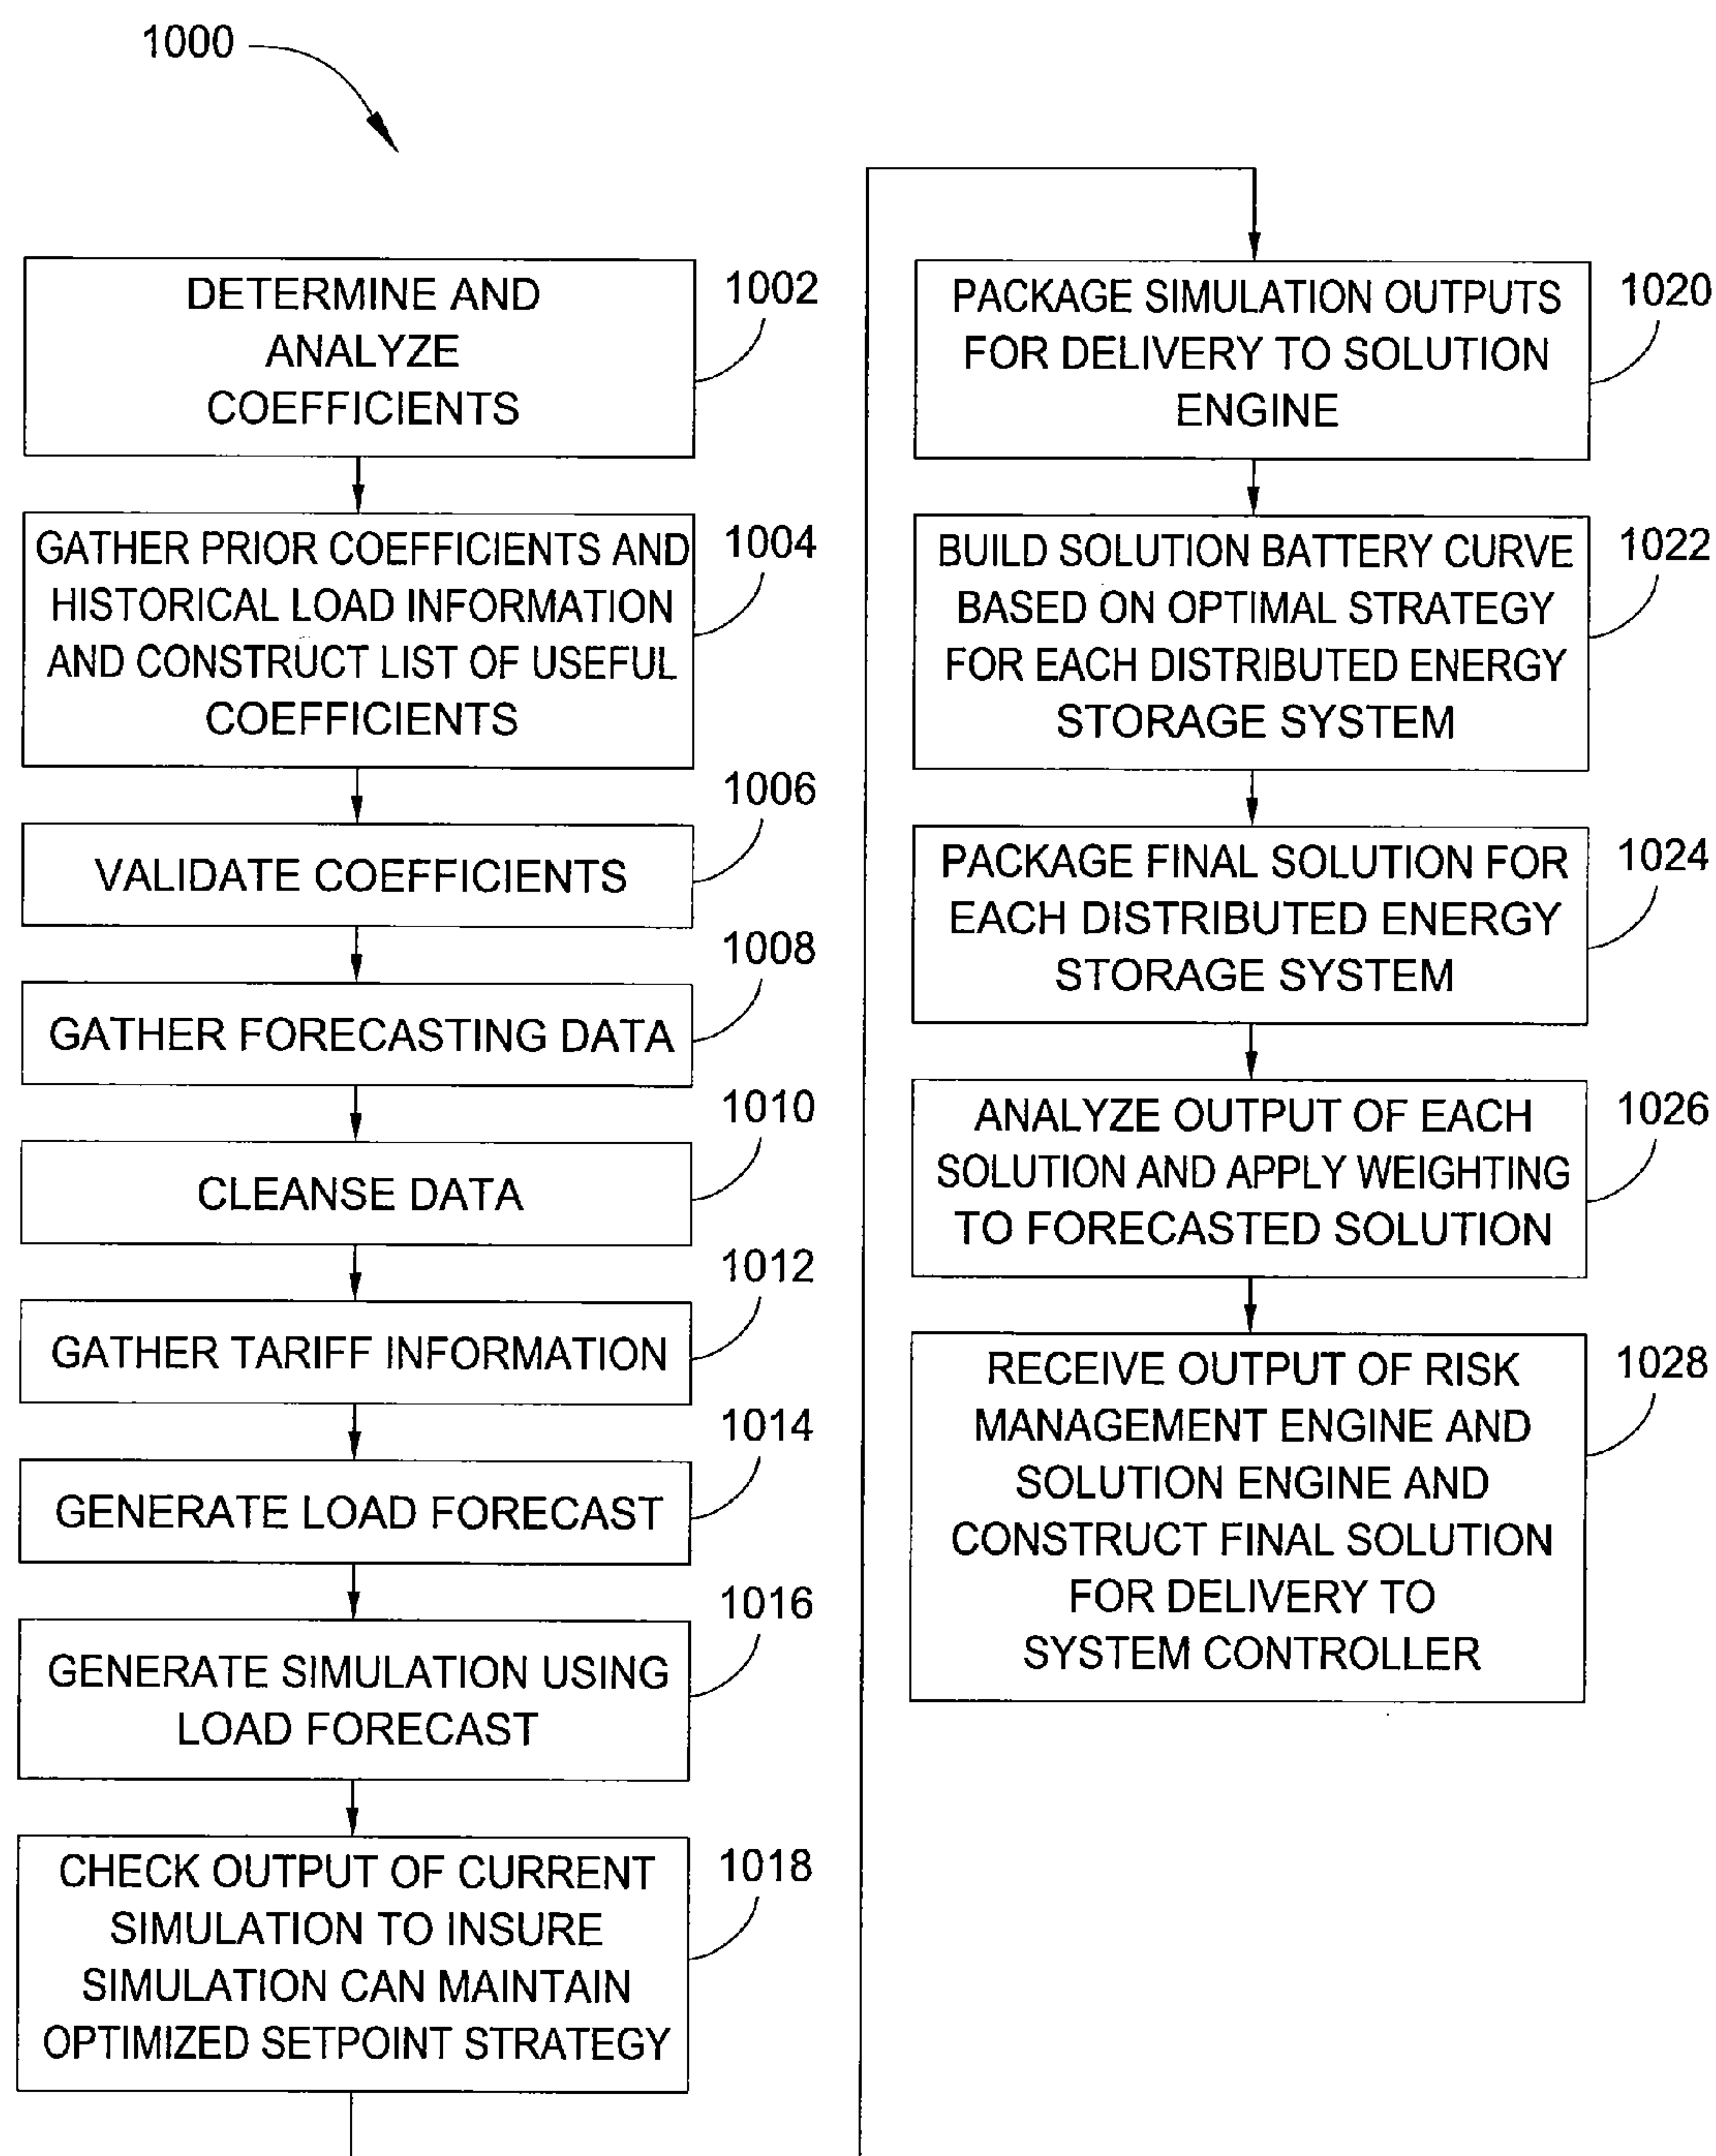 1000
DETERMINE AND
ANALYZE
COEFFICIENTS
1002
GATHER PRIOR COEFFICIENTS AND
HISTORICAL LOAD INFORMATION
AND CONSTRUCT LIST OF USEFUL
COEFFICIENTS
1004
VALIDATE COEFFICIENTS
1006
GATHER FORECASTING DATA
1008
CLEANSE DATA
1010
GATHER TARIFF INFORMATION
1012
GENERATE LOAD FORECAST
1014
GENERATE SIMULATION USING
LOAD FORECAST
1016
CHECK OUTPUT OF CURRENT
SIMULATION TO INSURE
SIMULATION CAN MAINTAIN
OPTIMIZED SETPOINT STRATEGY
1018
PACKAGE SIMULATION OUTPUTS
FOR DELIVERY TO SOLUTION
ENGINE
1020
BUILD SOLUTION BATTERY CURVE
BASED ON OPTIMAL STRATEGY
FOR EACH DISTRIBUTED ENERGY
STORAGE SYSTEM
1022
PACKAGE FINAL SOLUTION FOR
EACH DISTRIBUTED ENERGY
STORAGE SYSTEM
1024
ANALYZE OUTPUT OF EACH
SOLUTION AND APPLY WEIGHTING
TO FORECASTED SOLUTION
1026
RECEIVE OUTPUT OF RISK
MANAGEMENT ENGINE AND
SOLUTION ENGINE AND
CONSTRUCT FINAL SOLUTION
FOR DELIVERY TO
SYSTEM CONTROLLER
1028